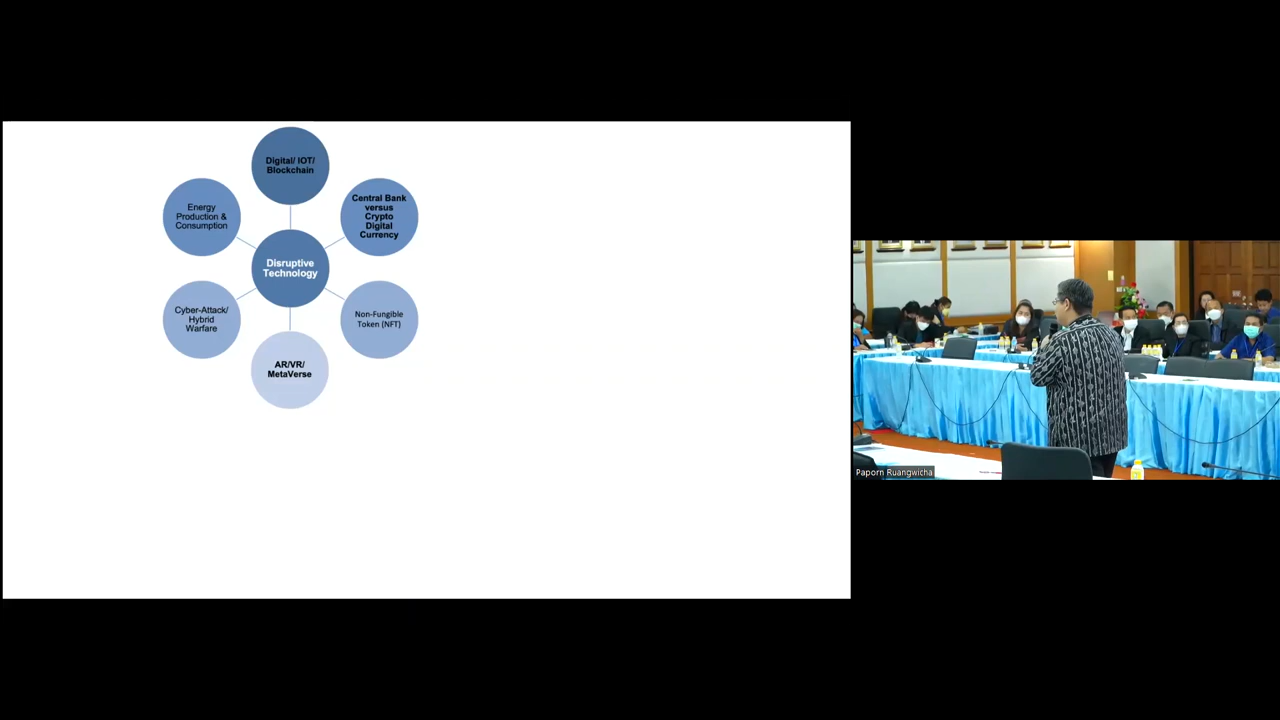 Digital/ IOT/
Blockchain
Energy
Production &
Consumption
Central Bank
versus
Crypto
Digital
Currency
Disruptive
Technology
Cyber-Attack/
Hybrid
Warfare
Non-Fungible
Token (NFT)
AR/VR/
MetaVerse
Paporn Ruangwicha